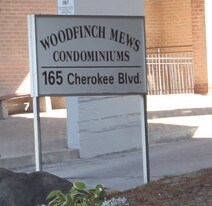 WOODFINCH MEWS
CONDOMINIUMS
165 Cherokee Blvd.